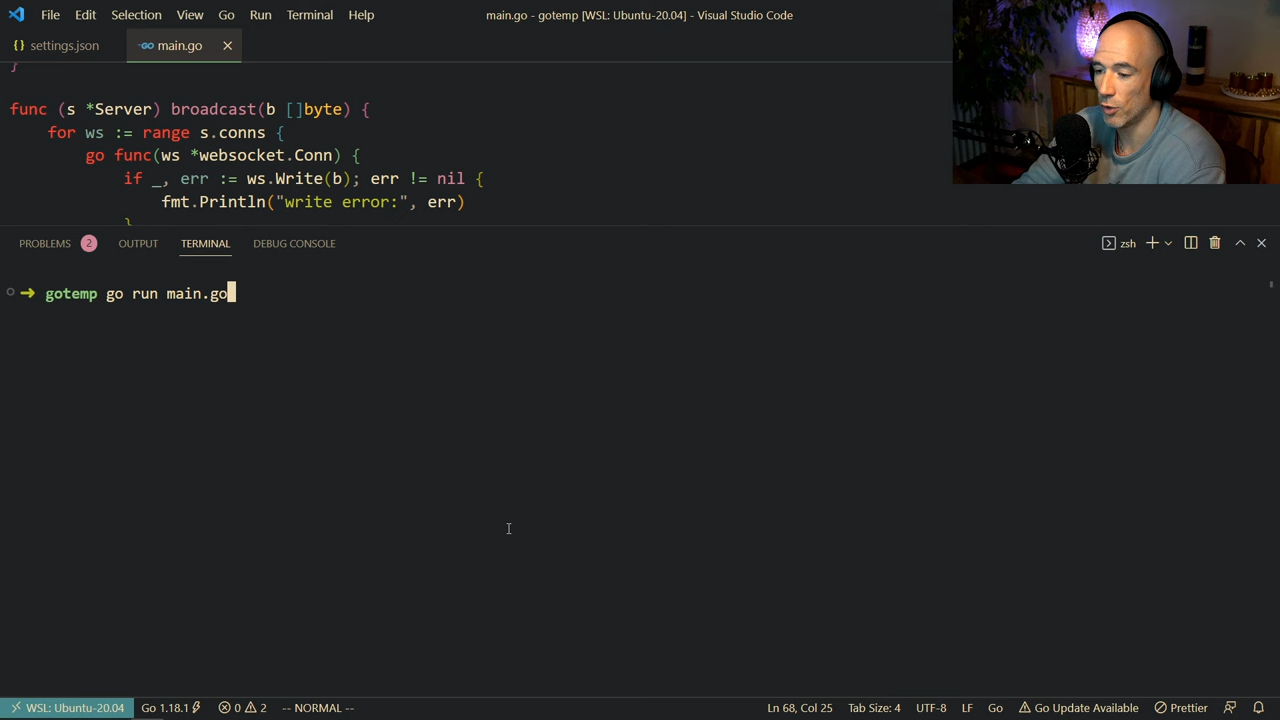 File Edit Selection View Go Run Terminal Help
main.go - gotemp [WSL: Ubuntu-20.04] - Visual Studio Code
{} settings.json
GO main.go
}
func (s *Server) broadcast(b []byte) {
for ws := range s.conns {
go func(ws *websocket.Conn) {
if _, err := ws.Write(b); err != nil {
fmt.Println("write error:", err)
}
PROBLEMS 2 OUTPUT TERMINAL DEBUG CONSOLE
zsh
➜ gotemp go run main.go
WSL: Ubuntu-20.04 Go 1.18.1 0 2 -- NORMAL -- Ln 68, Col 25 Tab Size: 4 UTF-8 LF Go Go Update Available Prettier